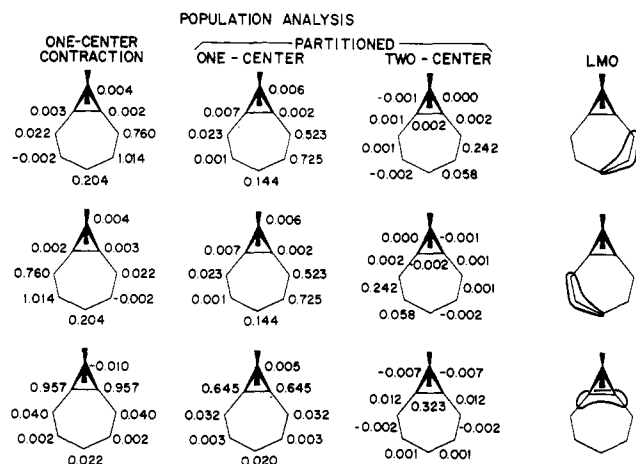 POPULATION ANALYSIS
PARTITIONED
ONE-CENTER CONTRACTION ONE-CENTER TWO-CENTER LMO
0.004 0.006 -0.001 0.000
0.003 0.002 0.007 0.002 0.001 0.002 0.002
0.022 0.760 0.023 0.523 0.001 0.242
-0.002 1.014 0.001 0.725 -0.002 0.058
0.204 0.144
0.004 0.006 0.000 -0.001
0.002 0.003 0.007 0.002 0.002 -0.002 0.001
0.760 0.022 0.023 0.523 0.242 0.001
1.014 -0.002 0.001 0.725 0.058 -0.002
0.204 0.144
-0.010 0.005 -0.007 -0.007
0.957 0.957 0.645 0.645 0.012 0.323 0.012
0.040 0.040 0.032 0.032 -0.002 -0.002
0.002 0.002 0.003 0.003 0.001 0.001
0.022 0.020